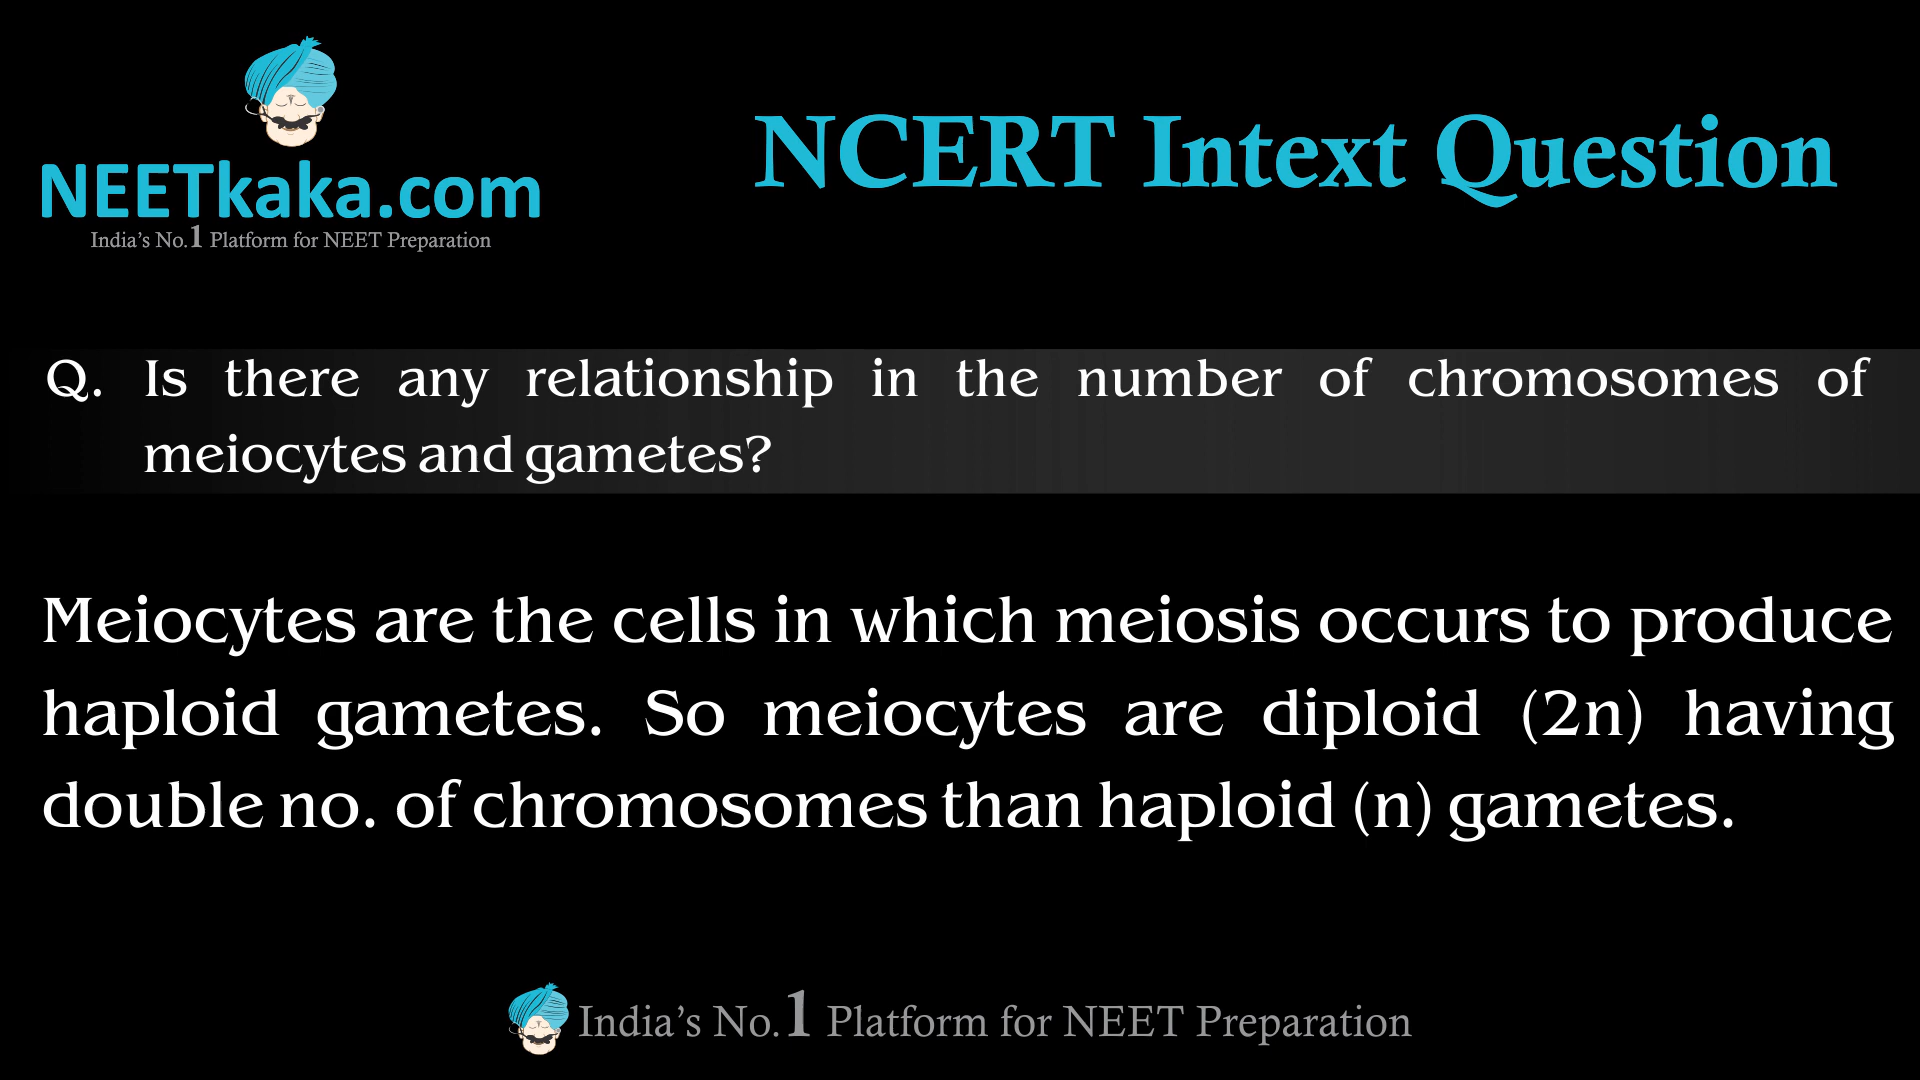 NEETkaka.com
India's No.1 Platform for NEET Preparation
NCERT Intext Question
Q. Is there any relationship in the number of chromosomes of
meiocytes and gametes?
Meiocytes are the cells in which meiosis occurs to produce
haploid gametes. So meiocytes are diploid (2n) having
double no. of chromosomes than haploid (n) gametes.
India's No.1 Platform for NEET Preparation